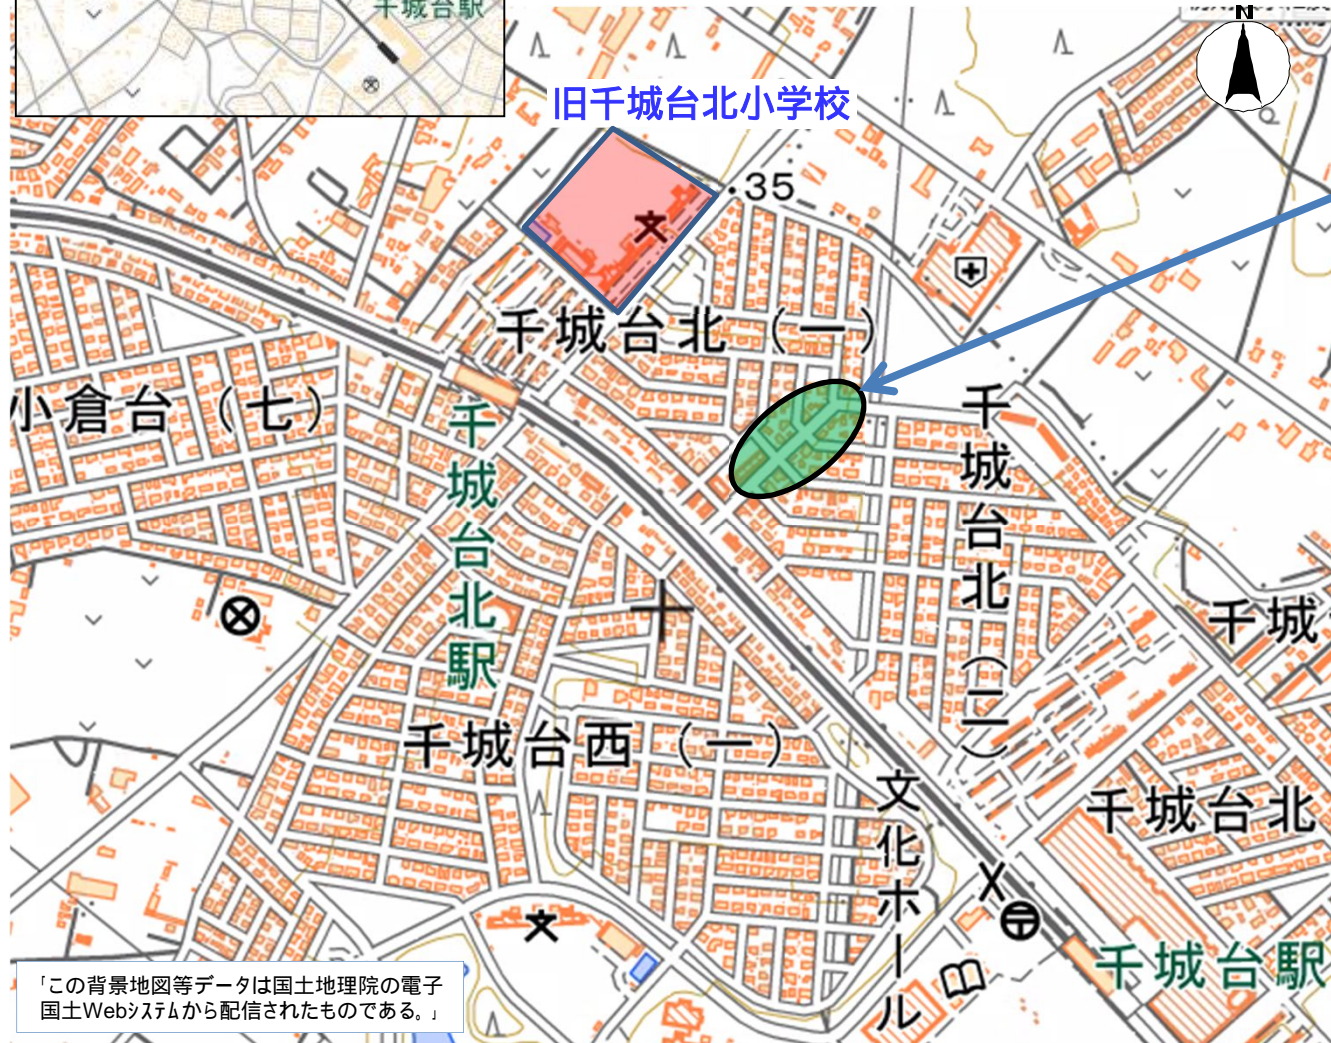 千城台駅
N
旧千城台北小学校
・35
千城台北（一）
小倉台（七）
千城台北駅
千城台北（二）
千城
千城台西（一）
千城台北
文化ホール
千城台駅
「この背景地図等データは国土地理院の電子
国土Webシステムから配信されたものである。」